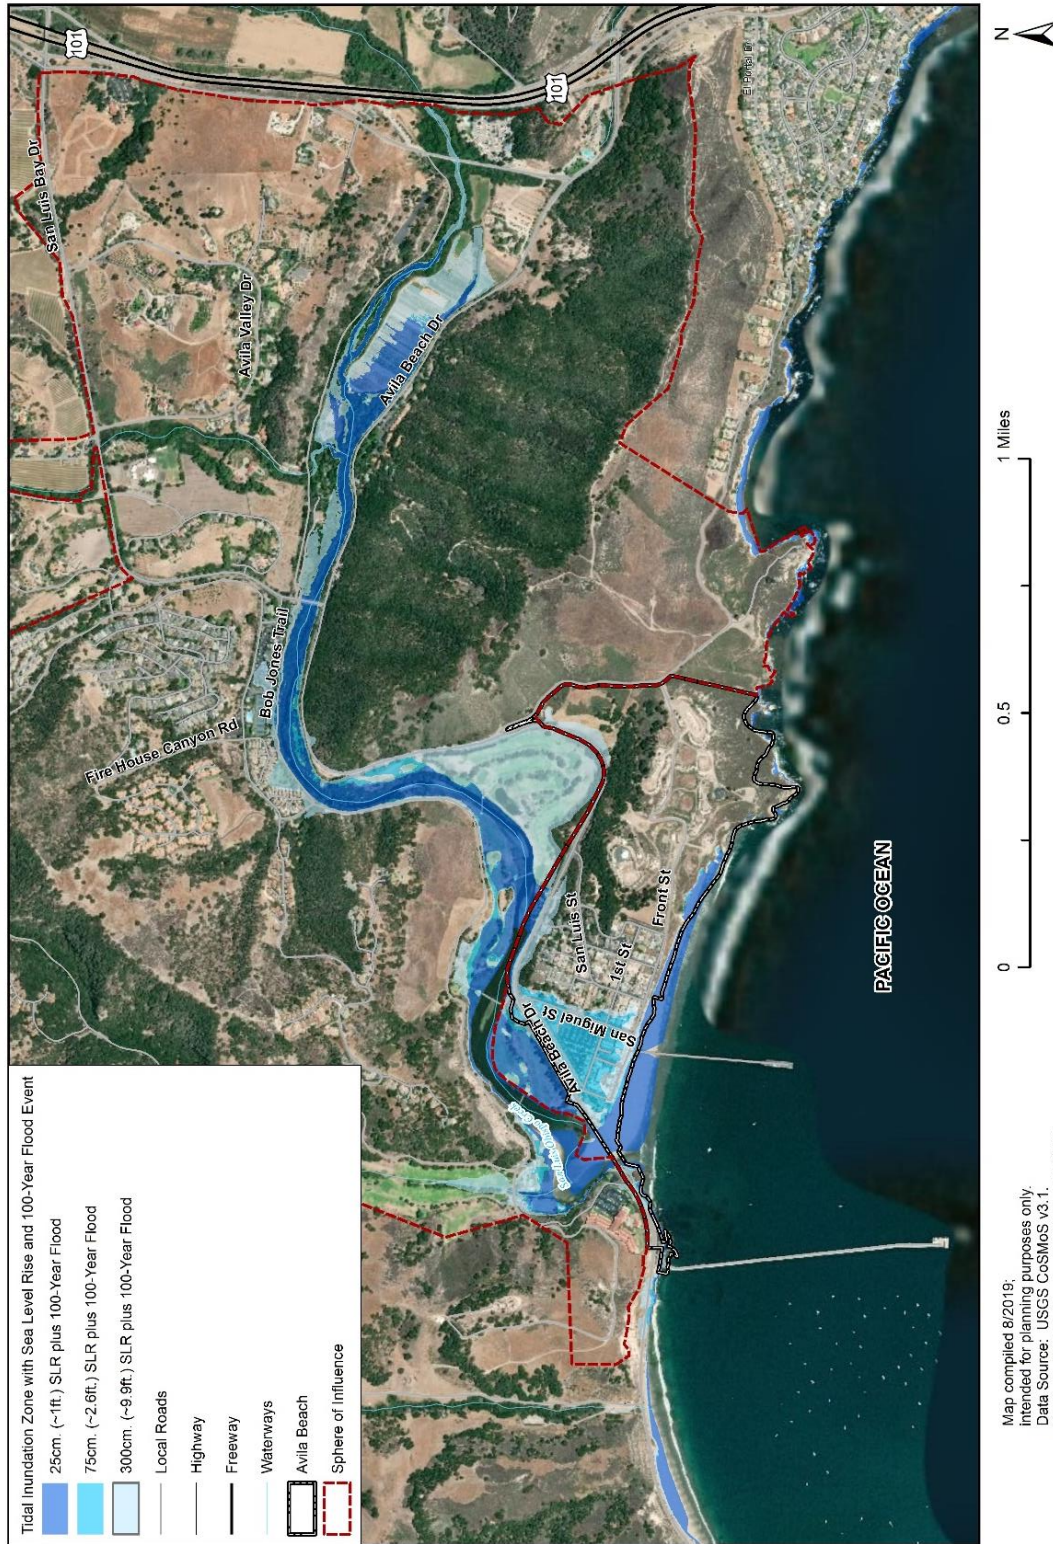 Tidal Inundation Zone with Sea Level Rise and 100-Year Flood Event
25cm. (~1ft.) SLR plus 100-Year Flood
75cm. (~2.6ft.) SLR plus 100-Year Flood
300cm. (~9.9ft.) SLR plus 100-Year Flood
Local Roads
Highway
Freeway
Waterways
Avila Beach
Sphere of Influence
San Luis Bay Dr
101
101
Avila Valley Dr
Fire House Canyon Rd
Bob Jones Trail
Avila Beach Dr
El Portal Dr
San Luis Obispo Creek
Avila Beach Dr
San Miguel St
San Luis St
1st St
Front St
PACIFIC OCEAN
N
0
0.5
1 Miles
Map compiled 8/2019;
intended for planning purposes only.
Data Source: USGS CoSMoS v3.1.